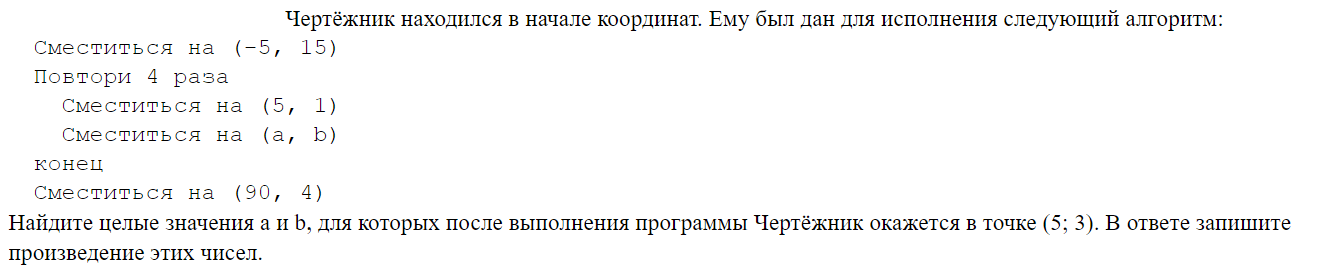 Чертёжник находился в начале координат. Ему был дан для исполнения следующий алгоритм:
Сместиться на (-5, 15)
Повтори 4 раза
Сместиться на (5, 1)
Сместиться на (a, b)
конец
Сместиться на (90, 4)
Найдите целые значения a и b, для которых после выполнения программы Чертёжник окажется в точке (5; 3). В ответе запишите
произведение этих чисел.